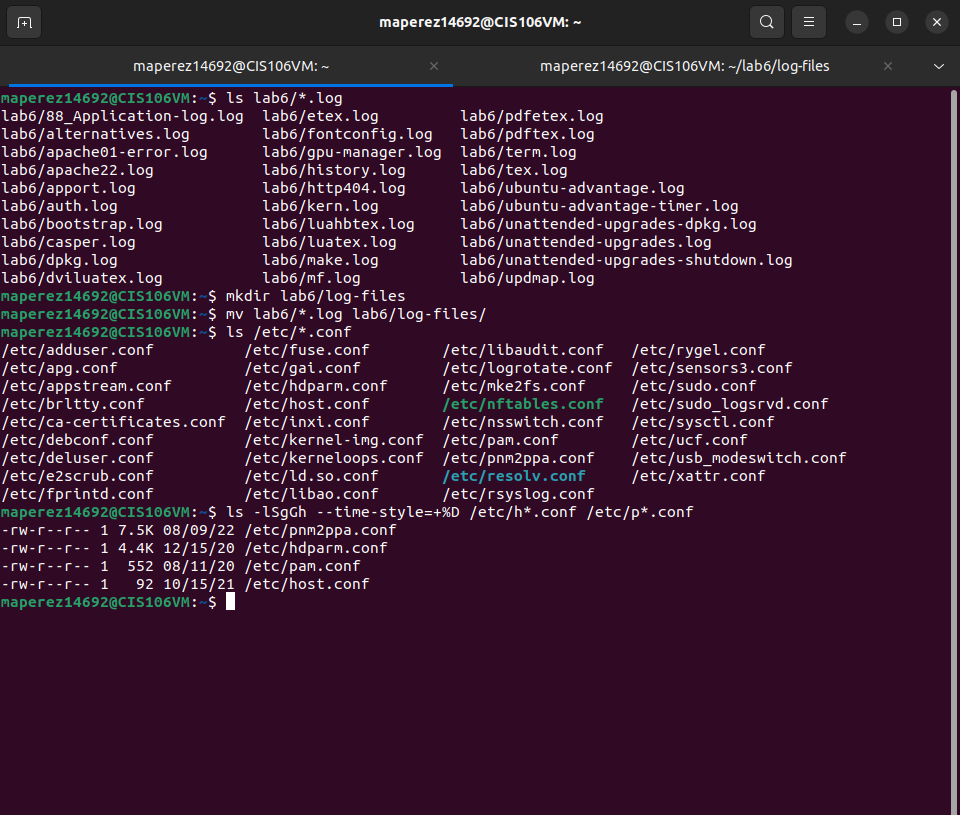 maperez14692@CIS106VM: ~
maperez14692@CIS106VM: ~ maperez14692@CIS106VM: ~/lab6/log-files
maperez14692@CIS106VM:~$ ls lab6/*.log
lab6/88_Application-log.log  lab6/etex.log         lab6/pdfetex.log
lab6/alternatives.log        lab6/fontconfig.log   lab6/pdftex.log
lab6/apache01-error.log      lab6/gpu-manager.log  lab6/term.log
lab6/apache22.log            lab6/history.log      lab6/tex.log
lab6/apport.log              lab6/http404.log      lab6/ubuntu-advantage.log
lab6/auth.log                lab6/kern.log         lab6/ubuntu-advantage-timer.log
lab6/bootstrap.log           lab6/luahbtex.log     lab6/unattended-upgrades-dpkg.log
lab6/casper.log              lab6/luatex.log       lab6/unattended-upgrades.log
lab6/dpkg.log                lab6/make.log         lab6/unattended-upgrades-shutdown.log
lab6/dviluatex.log           lab6/mf.log           lab6/updmap.log
maperez14692@CIS106VM:~$ mkdir lab6/log-files
maperez14692@CIS106VM:~$ mv lab6/*.log lab6/log-files/
maperez14692@CIS106VM:~$ ls /etc/*.conf
/etc/adduser.conf          /etc/fuse.conf        /etc/libaudit.conf   /etc/rygel.conf
/etc/apg.conf              /etc/gai.conf         /etc/logrotate.conf  /etc/sensors3.conf
/etc/appstream.conf        /etc/hdparm.conf      /etc/mke2fs.conf     /etc/sudo.conf
/etc/brltty.conf           /etc/host.conf        /etc/nftables.conf   /etc/sudo_logsrvd.conf
/etc/ca-certificates.conf  /etc/inxi.conf        /etc/nsswitch.conf   /etc/sysctl.conf
/etc/debconf.conf          /etc/kernel-img.conf  /etc/pam.conf        /etc/ucf.conf
/etc/deluser.conf          /etc/kerneloops.conf  /etc/pnm2ppa.conf    /etc/usb_modeswitch.conf
/etc/e2scrub.conf          /etc/ld.so.conf       /etc/resolv.conf     /etc/xattr.conf
/etc/fprintd.conf          /etc/libao.conf       /etc/rsyslog.conf
maperez14692@CIS106VM:~$ ls -lSgGh --time-style=+%D /etc/h*.conf /etc/p*.conf
-rw-r--r-- 1 7.5K 08/09/22 /etc/pnm2ppa.conf
-rw-r--r-- 1 4.4K 12/15/20 /etc/hdparm.conf
-rw-r--r-- 1  552 08/11/20 /etc/pam.conf
-rw-r--r-- 1   92 10/15/21 /etc/host.conf
maperez14692@CIS106VM:~$